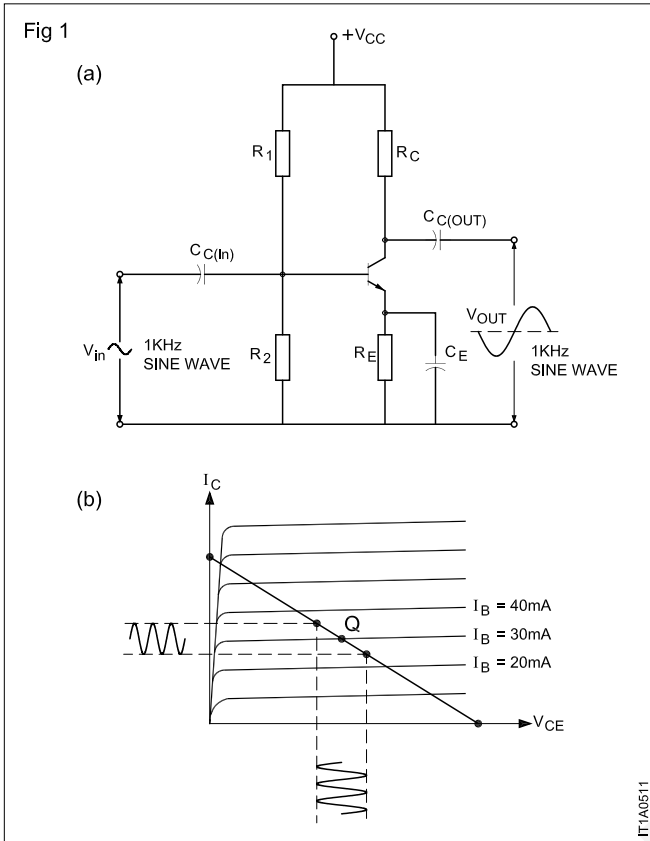 Fig 1
(a)
+VCC
R1
RC
CC(OUT)
CC(In)
VOUT
Vin
1KHz
SINE WAVE
R2
RE
CE
1KHz
SINE WAVE
(b)
IC
IB = 40mA
Q
IB = 30mA
IB = 20mA
VCE
IT1A0511